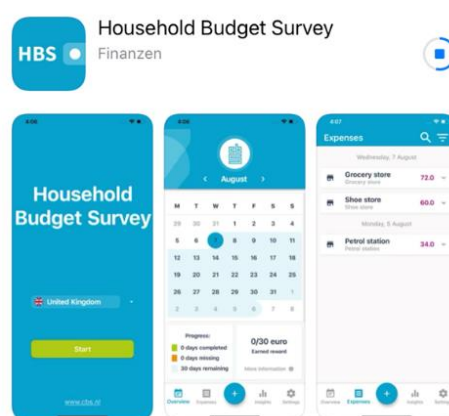 HBS
Household Budget Survey
Finanzen
4:06
Household
Budget Survey
United Kingdom
Start
www.cbs.nl
August
M T W T F S S
29 30 31 1 2 3 4
5 6 7 8 9 10 11
12 13 14 15 16 17 18
19 20 21 22 23 24 25
26 27 28 29 30 31 1
2 3 4 5 6 7 8
Progress:
0 days completed
0 days missing
30 days remaining
0/30 euro
Earned reward
More information
Overview Expenses + Insights Settings
4:07
Expenses
Wednesday, 7 August
Grocery store 72.0
Grocery store
Shoe store 60.0
Shoe store
Monday, 5 August
Petrol station 34.0
Petrol station
Overview Expenses + Insights Settings